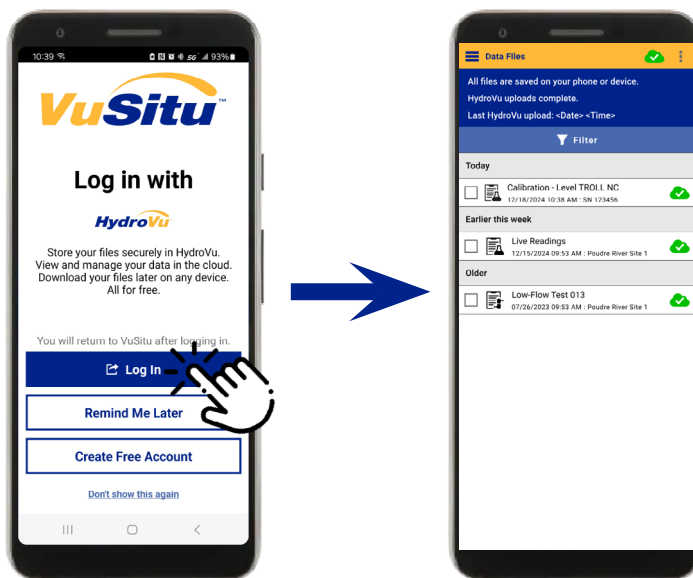 10:39
5G 93%
VuSitu™
Log in with
HydroVu
Store your files securely in HydroVu.
View and manage your data in the cloud.
Download your files later on any device.
All for free.
You will return to VuSitu after logging in.
Log In
Remind Me Later
Create Free Account
Don't show this again
Data Files
All files are saved on your phone or device.
HydroVu uploads complete.
Last HydroVu upload: <Date> <Time>
Filter
Today
Calibration - Level TROLL NC
12/18/2024 10:38 AM : SN 123456
Earlier this week
Live Readings
12/15/2024 09:53 AM : Poudre River Site 1
Older
Low-Flow Test 013
07/26/2023 09:53 AM : Poudre River Site 1